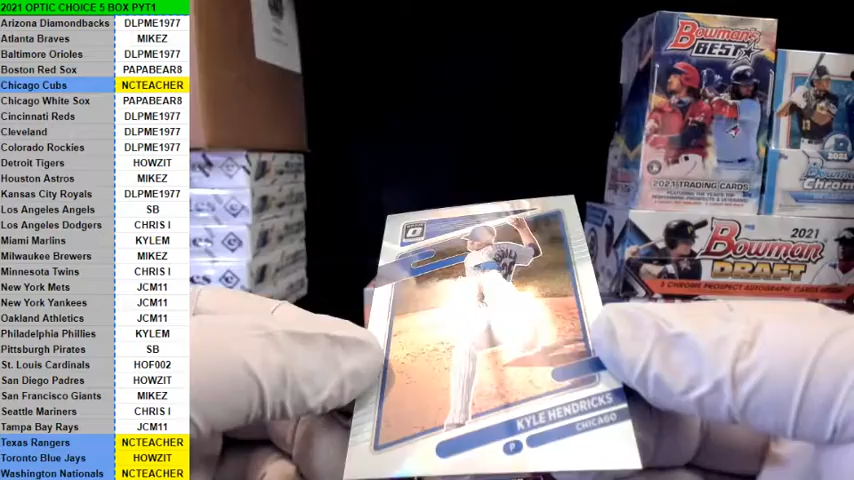 2021 OPTIC CHOICE 5 BOX PYT1
Arizona Diamondbacks DLPME1977
Atlanta Braves MIKEZ
Baltimore Orioles DLPME1977
Boston Red Sox PAPABEAR8
Chicago Cubs NCTEACHER
Chicago White Sox PAPABEAR8
Cincinnati Reds DLPME1977
Cleveland DLPME1977
Colorado Rockies DLPME1977
Detroit Tigers HOWZIT
Houston Astros MIKEZ
Kansas City Royals DLPME1977
Los Angeles Angels SB
Los Angeles Dodgers CHRIS I
Miami Marlins KYLEM
Milwaukee Brewers MIKEZ
Minnesota Twins CHRIS I
New York Mets JCM11
New York Yankees JCM11
Oakland Athletics JCM11
Philadelphia Phillies KYLEM
Pittsburgh Pirates SB
St. Louis Cardinals HOF002
San Diego Padres HOWZIT
San Francisco Giants MIKEZ
Seattle Mariners CHRIS I
Tampa Bay Rays JCM11
Texas Rangers NCTEACHER
Toronto Blue Jays HOWZIT
Washington Nationals NCTEACHER
KYLE HENDRICKS
P CHICAGO
Bowman's
BEST
2021 TRADING CARDS
2021
Bowman
Chrome
2021
Bowman
DRAFT